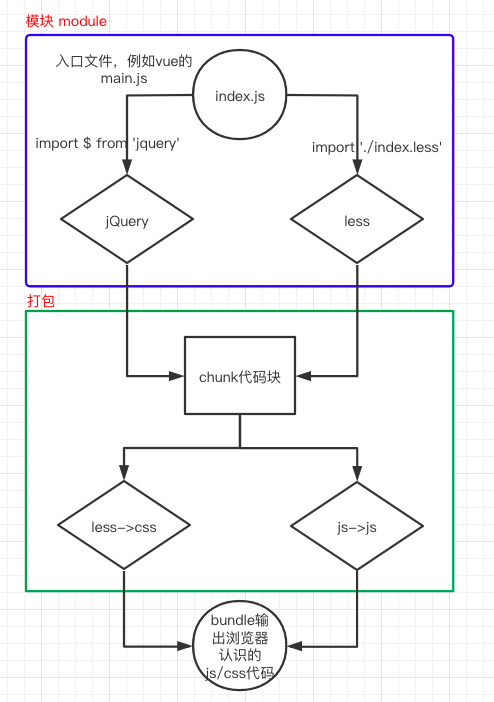 模块 module
入口文件，例如vue的
main.js
index.js
import $ from 'jquery'
import './index.less'
jQuery
less
打包
chunk代码块
less->css
js->js
bundle输
出浏览器
认识的
js/css代码